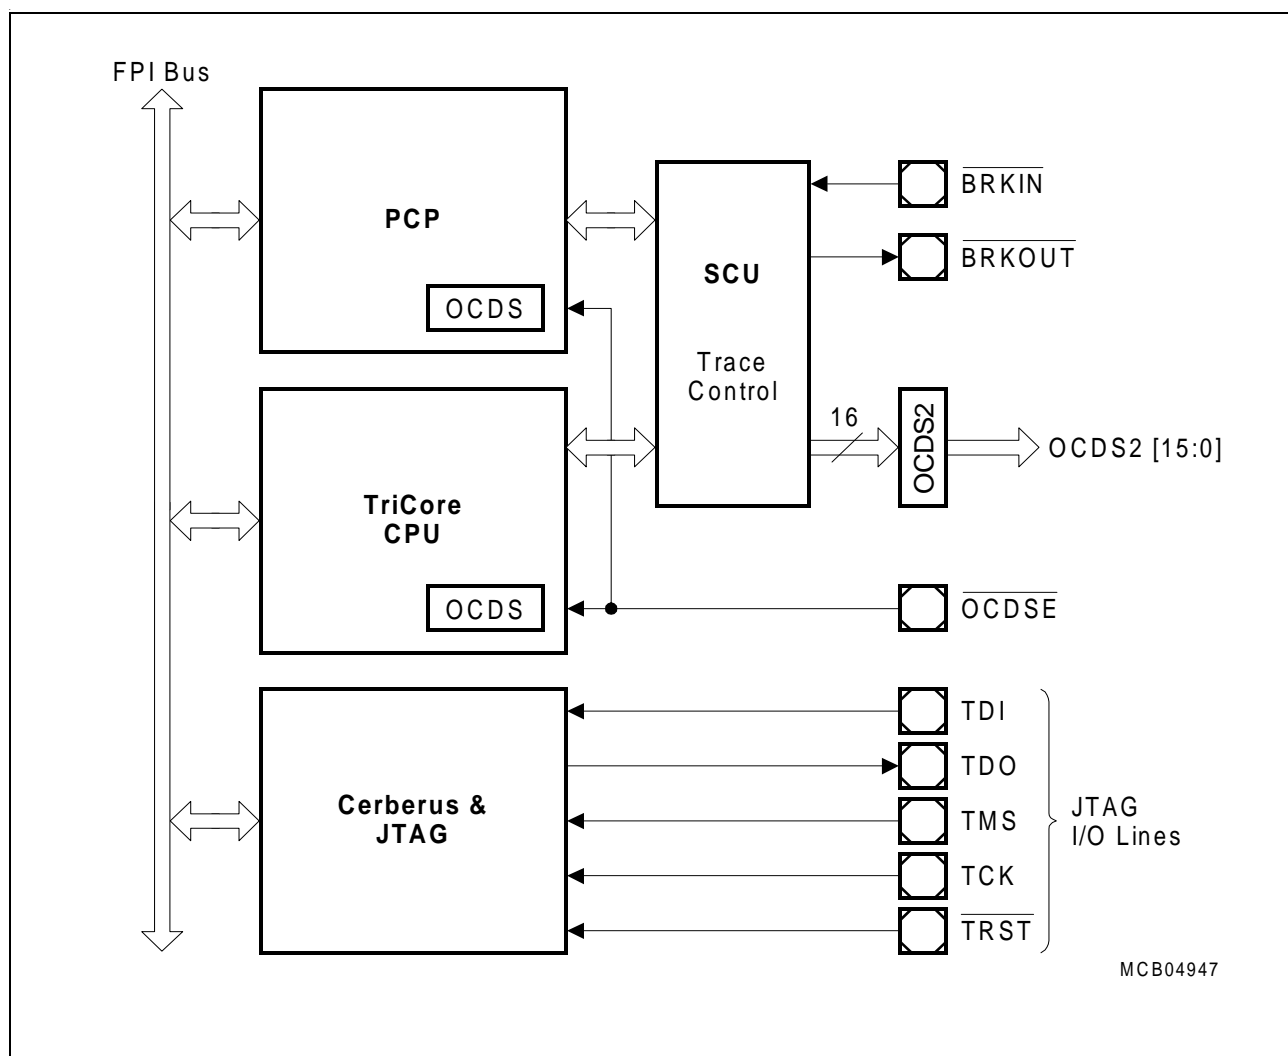 FPI Bus
PCP
OCDS
SCU
Trace
Control
BRKIN
BRKOUT
16
OCDS2
OCDS2 [15:0]
TriCore
CPU
OCDS
OCDSE
Cerberus &
JTAG
TDI
TDO
TMS
TCK
TRST
JTAG
I/O Lines
MCB04947